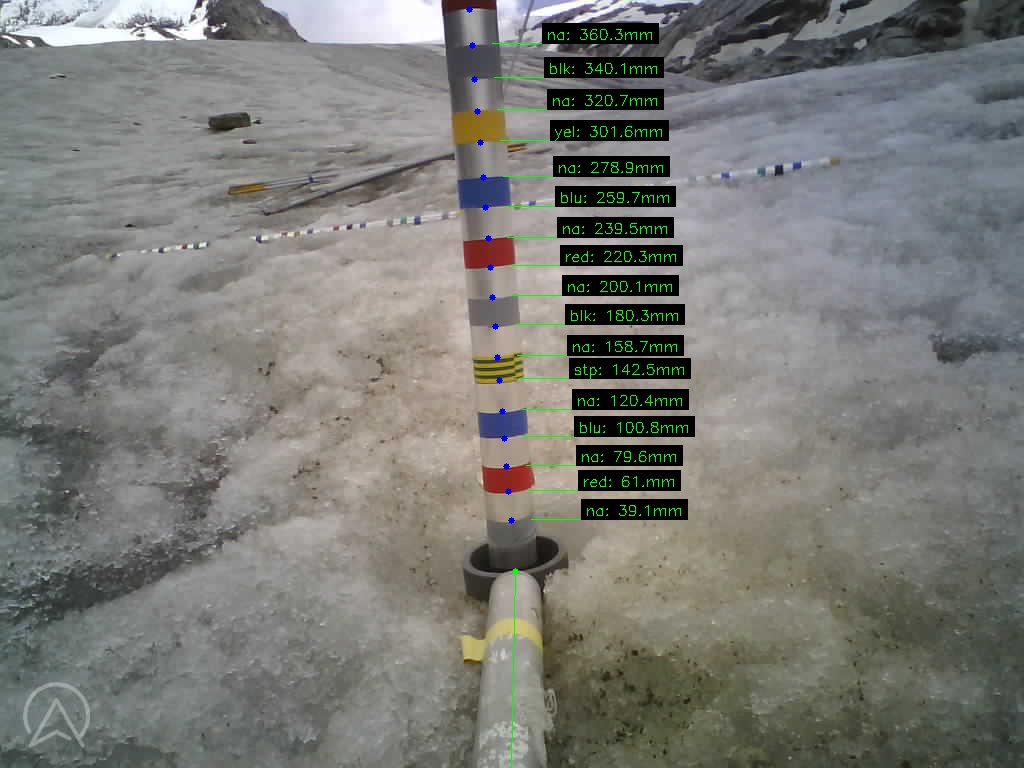 na: 360.3mm
blk: 340.1mm
na: 320.7mm
yel: 301.6mm
na: 278.9mm
blu: 259.7mm
na: 239.5mm
red: 220.3mm
na: 200.1mm
blk: 180.3mm
na: 158.7mm
stp: 142.5mm
na: 120.4mm
blu: 100.8mm
na: 79.6mm
red: 61.mm
na: 39.1mm